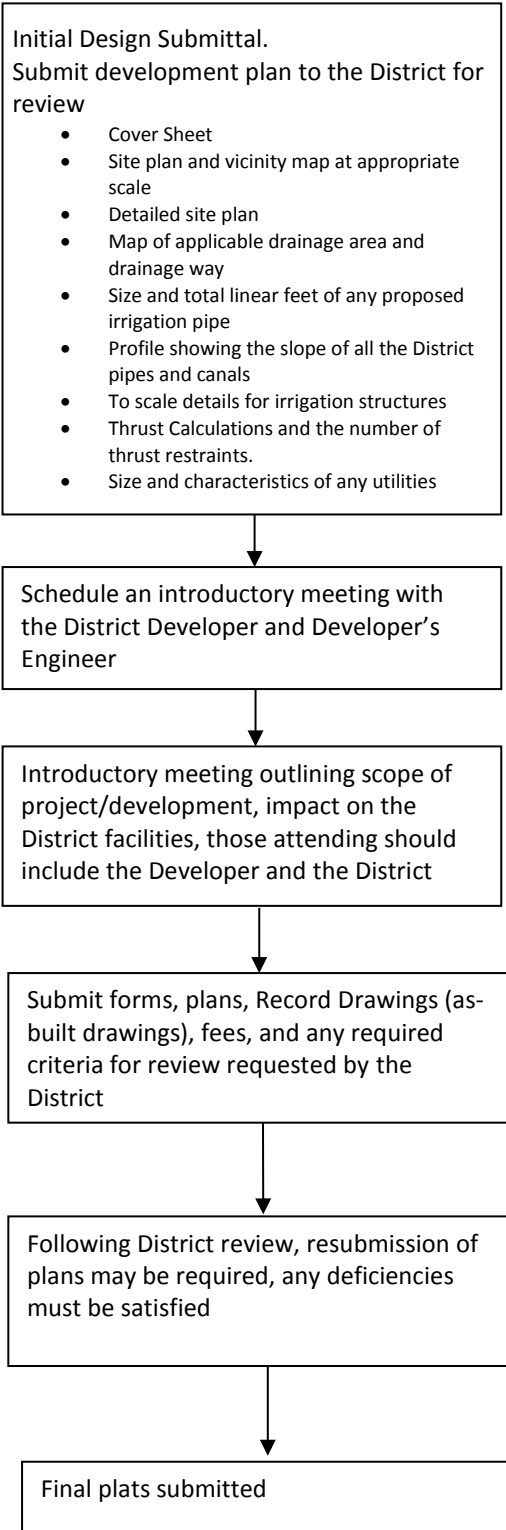 Initial Design Submittal.
Submit development plan to the District for
review
• Cover Sheet
• Site plan and vicinity map at appropriate
scale
• Detailed site plan
• Map of applicable drainage area and
drainage way
• Size and total linear feet of any proposed
irrigation pipe
• Profile showing the slope of all the District
pipes and canals
• To scale details for irrigation structures
• Thrust Calculations and the number of
thrust restraints.
• Size and characteristics of any utilities
Schedule an introductory meeting with
the District Developer and Developer's
Engineer
Introductory meeting outlining scope of
project/development, impact on the
District facilities, those attending should
include the Developer and the District
Submit forms, plans, Record Drawings (as-
built drawings), fees, and any required
criteria for review requested by the
District
Following District review, resubmission of
plans may be required, any deficiencies
must be satisfied
Final plats submitted